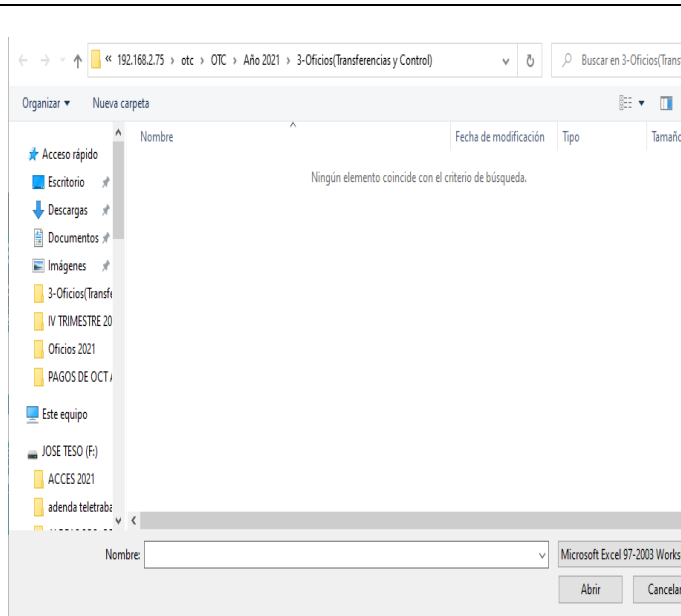 « 192.168.2.75 › otc › OTC › Año 2021 › 3-Oficios(Transferencias y Control)
Buscar en 3-Oficios(Trans
Organizar
Nueva carpeta
Nombre
Fecha de modificación
Tipo
Tamaño
Ningún elemento coincide con el criterio de búsqueda.
Acceso rápido
Escritorio
Descargas
Documentos
Imágenes
3-Oficios(Transfe
IV TRIMESTRE 20
Oficios 2021
PAGOS DE OCT A
Este equipo
JOSE TESO (F:)
ACCES 2021
adenda teletraba
Nombre:
Microsoft Excel 97-2003 Works
Abrir
Cancelar